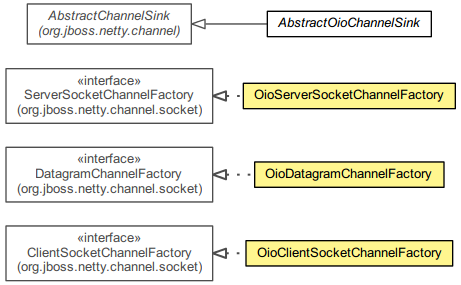 AbstractChannelSink
(org.jboss.netty.channel)
AbstractOioChannelSink
«interface»
ServerSocketChannelFactory
(org.jboss.netty.channel.socket)
OioServerSocketChannelFactory
«interface»
DatagramChannelFactory
(org.jboss.netty.channel.socket)
OioDatagramChannelFactory
«interface»
ClientSocketChannelFactory
(org.jboss.netty.channel.socket)
OioClientSocketChannelFactory